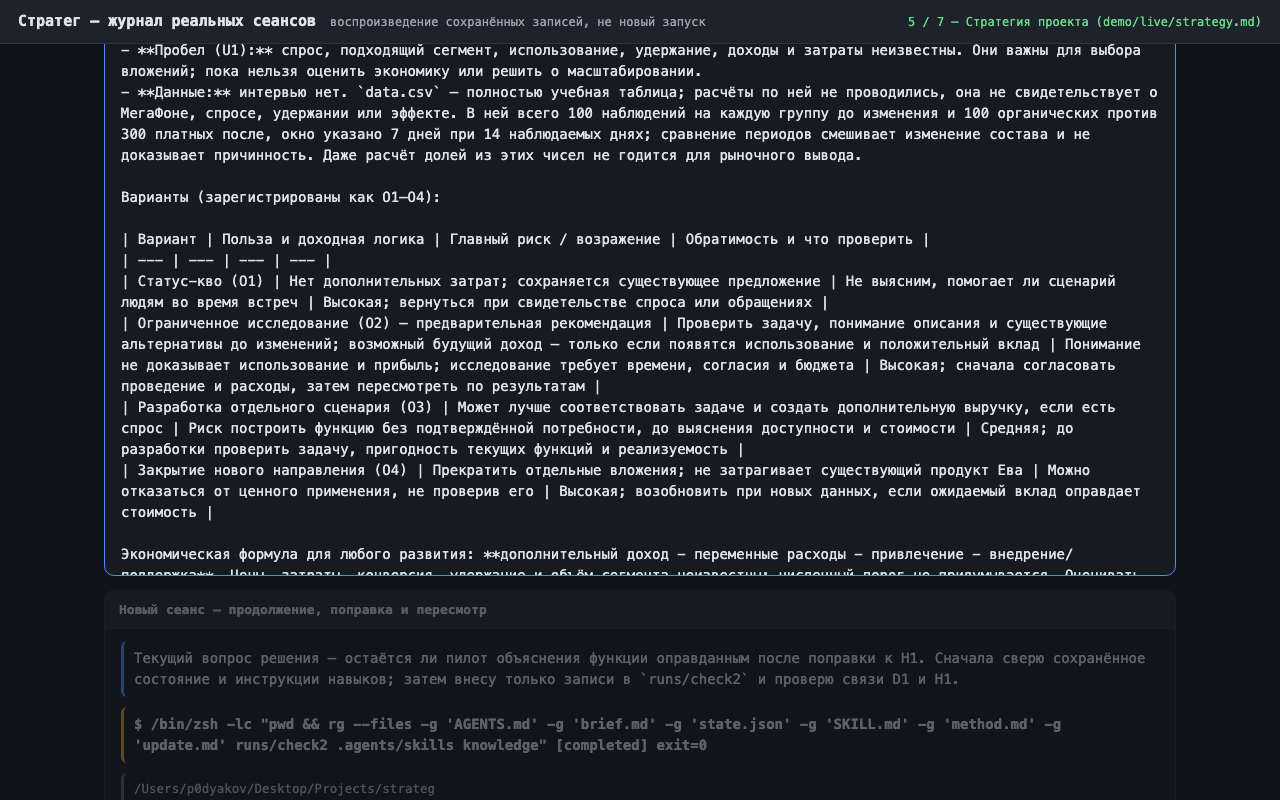 Стратег — журнал реальных сеансов воспроизведение сохранённых записей, не новый запуск 5 / 7 — Стратегия проекта (demo/live/strategy.md)
- **Пробел (U1):** спрос, подходящий сегмент, использование, удержание, доходы и затраты неизвестны. Они важны для выбора
вложений; пока нельзя оценить экономику или решить о масштабировании.
- **Данные:** интервью нет. `data.csv` — полностью учебная таблица; расчёты по ней не проводились, она не свидетельствует о
МегаФоне, спросе, удержании или эффекте. В ней всего 100 наблюдений на каждую группу до изменения и 100 органических против
300 платных после, окно указано 7 дней при 14 наблюдаемых днях; сравнение периодов смешивает изменение состава и не
доказывает причинность. Даже расчёт долей из этих чисел не годится для рыночного вывода.
Варианты (зарегистрированы как O1–O4):
| Вариант | Польза и доходная логика | Главный риск / возражение | Обратимость и что проверить |
| --- | --- | --- | --- |
| Статус-кво (O1) | Нет дополнительных затрат; сохраняется существующее предложение | Не выясним, помогает ли сценарий
людям во время встреч | Высокая; вернуться при свидетельстве спроса или обращениях |
| Ограниченное исследование (O2) — предварительная рекомендация | Проверить задачу, понимание описания и существующие
альтернативы до изменений; возможный будущий доход — только если появятся использование и положительный вклад | Понимание
не доказывает использование и прибыль; исследование требует времени, согласия и бюджета | Высокая; сначала согласовать
проведение и расходы, затем пересмотреть по результатам |
| Разработка отдельного сценария (O3) | Может лучше соответствовать задаче и создать дополнительную выручку, если есть
спрос | Риск построить функцию без подтверждённой потребности, до выяснения доступности и стоимости | Средняя; до
разработки проверить задачу, пригодность текущих функций и реализуемость |
| Закрытие нового направления (O4) | Прекратить отдельные вложения; не затрагивает существующий продукт Ева | Можно
отказаться от ценного применения, не проверив его | Высокая; возобновить при новых данных, если ожидаемый вклад оправдает
стоимость |
Экономическая формула для любого развития: **дополнительный доход − переменные расходы − привлечение − внедрение/
поддержка**. Цены, затраты, конверсия, удержание и объём сегмента неизвестны; численный порог не придумывается. Оценивать
Новый сеанс — продолжение, поправка и пересмотр
Текущий вопрос решения — остаётся ли пилот объяснения функции оправданным после поправки к H1. Сначала сверю сохранённое
состояние и инструкции навыков; затем внесу только записи в `runs/check2` и проверю связи D1 и H1.
$ /bin/zsh -lc "pwd && rg --files -g 'AGENTS.md' -g 'brief.md' -g 'state.json' -g 'SKILL.md' -g 'method.md' -g
'update.md' runs/check2 .agents/skills knowledge" [completed] exit=0
/Users/p0dyakov/Desktop/Projects/strateg